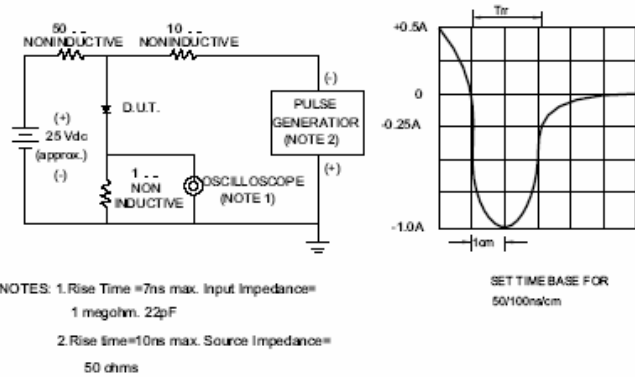 50 - -
NONINDUCTIVE
10 - -
NONINDUCTIVE
(+)
25 Vdc
(approx.)
(-)
D.U.T.
1 - -
NON
INDUCTIVE
OSCILLOSCOPE
(NOTE 1)
(-)
PULSE
GENERATIOR
(NOTE 2)
(+)
Trr
+0.5A
0
-0.25A
-1.0A
1cm
SET TIME BASE FOR
50/100ns/cm
NOTES: 1.Rise Time =7ns max. Input Impedance=
1 megohm. 22pF
2.Rise time=10ns max. Source Impedance=
50 ohms